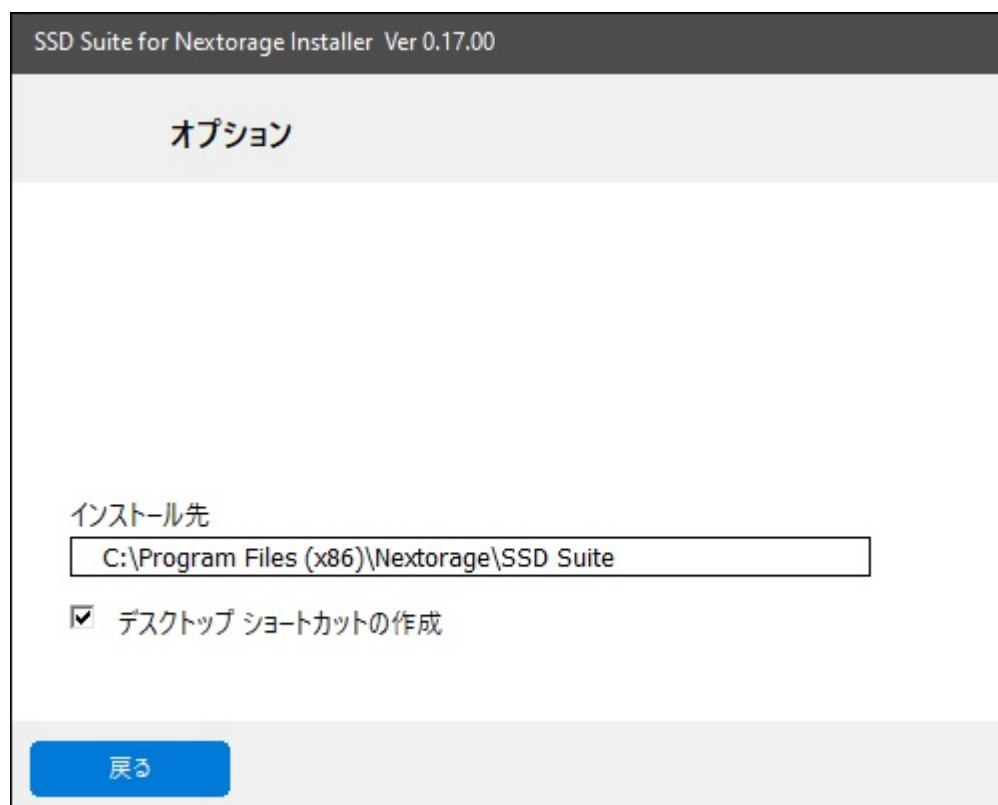 SSD Suite for Nextorage Installer Ver 0.17.00
オプション
インストール先
C:\Program Files (x86)\Nextorage\SSD Suite
デスクトップ ショートカットの作成
戻る